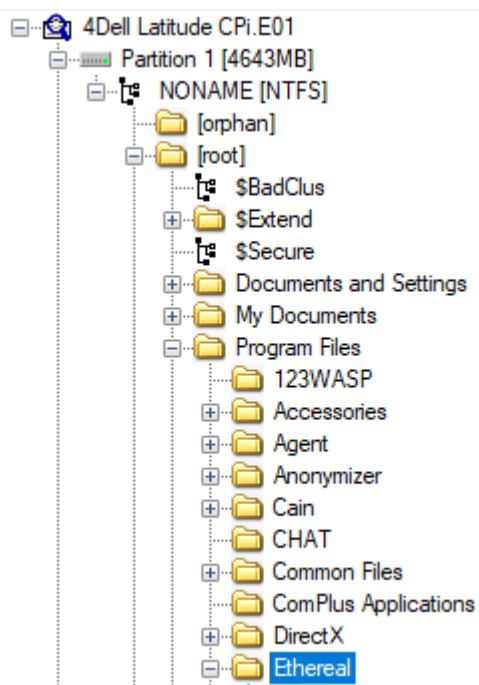 4Dell Latitude CPi.E01
Partition 1 [4643MB]
NONAME [NTFS]
[orphan]
[root]
$BadClus
$Extend
$Secure
Documents and Settings
My Documents
Program Files
123WASP
Accessories
Agent
Anonymizer
Cain
CHAT
Common Files
ComPlus Applications
DirectX
Ethereal